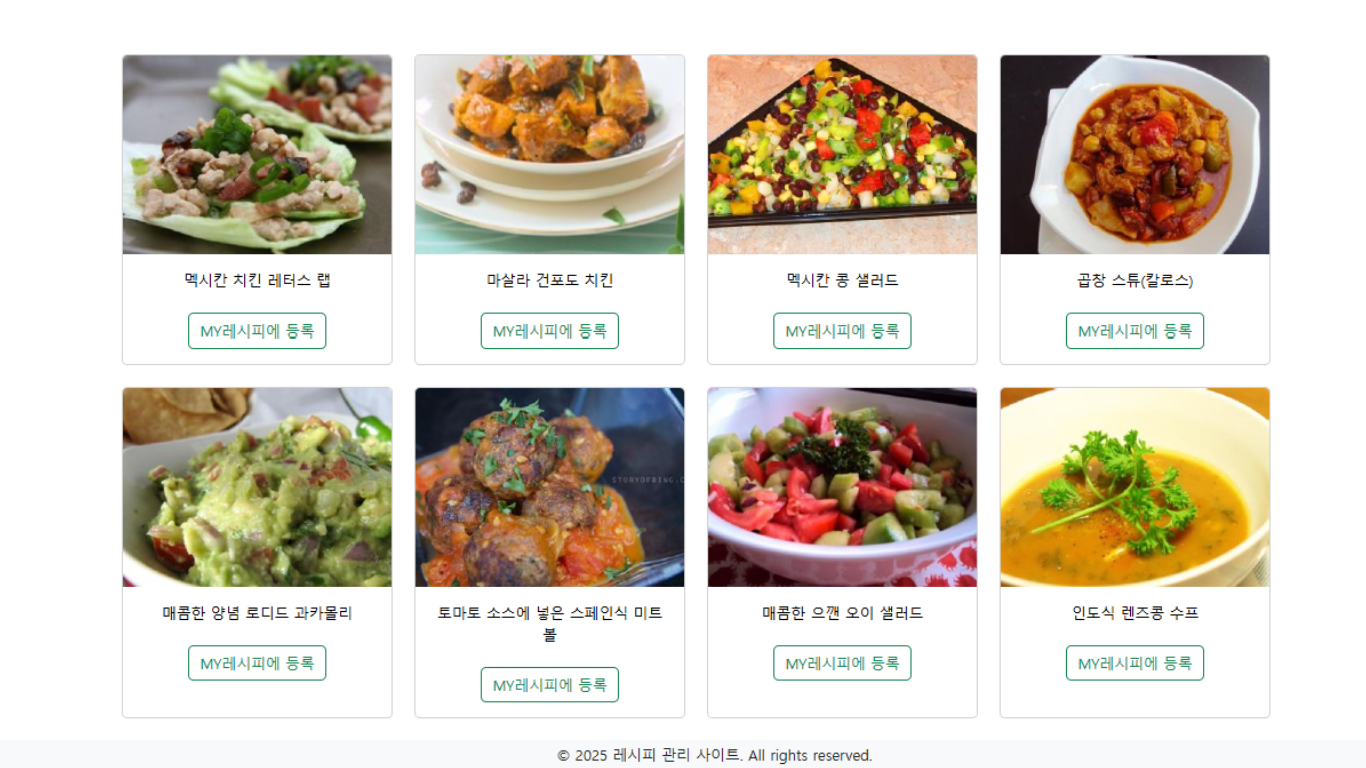 멕시칸 치킨 레터스 랩
마살라 건포도 치킨
멕시칸 콩 샐러드
곱창 스튜(칼로스)
MY레시피에 등록
MY레시피에 등록
MY레시피에 등록
MY레시피에 등록
STORYOFBING.C
매콤한 양념 로디드 과카몰리
토마토 소스에 넣은 스페인식 미트
볼
매콤한 으깬 오이 샐러드
인도식 렌즈콩 수프
MY레시피에 등록
MY레시피에 등록
MY레시피에 등록
MY레시피에 등록
© 2025 레시피 관리 사이트. All rights reserved.